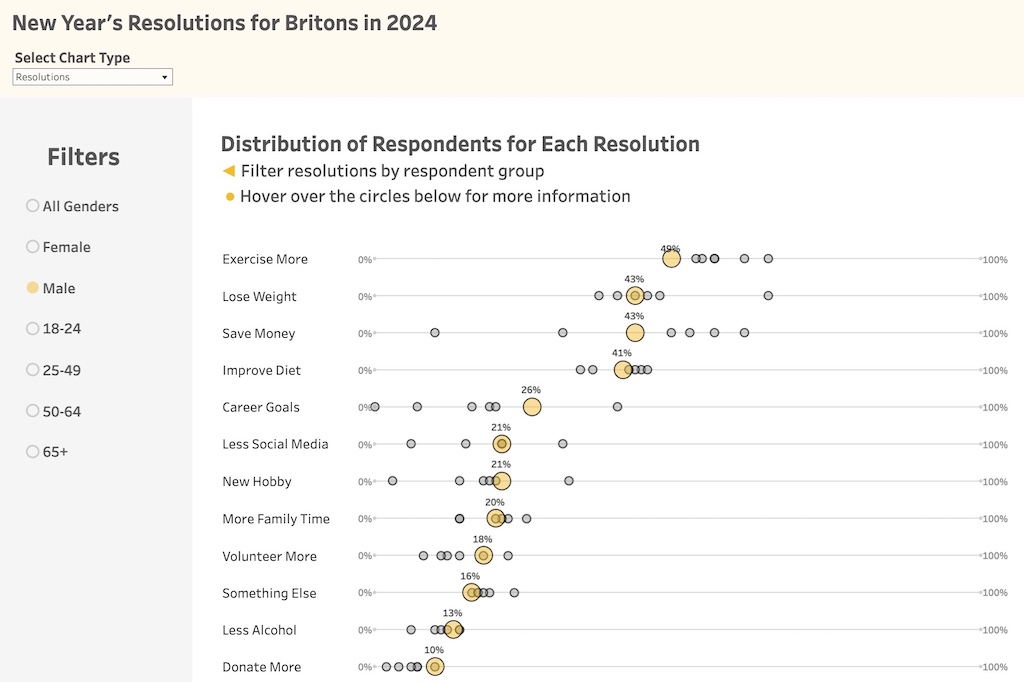 New Year’s Resolutions for Britons in 2024
Select Chart Type
Resolutions
Filters
All Genders
Female
Male
18-24
25-49
50-64
65+
Distribution of Respondents for Each Resolution
Filter resolutions by respondent group
Hover over the circles below for more information
49%
Exercise More 0% 100%
43%
Lose Weight 0% 100%
43%
Save Money 0% 100%
41%
Improve Diet 0% 100%
26%
Career Goals 0% 100%
21%
Less Social Media 0% 100%
21%
New Hobby 0% 100%
20%
More Family Time 0% 100%
18%
Volunteer More 0% 100%
16%
Something Else 0% 100%
13%
Less Alcohol 0% 100%
10%
Donate More 0% 100%